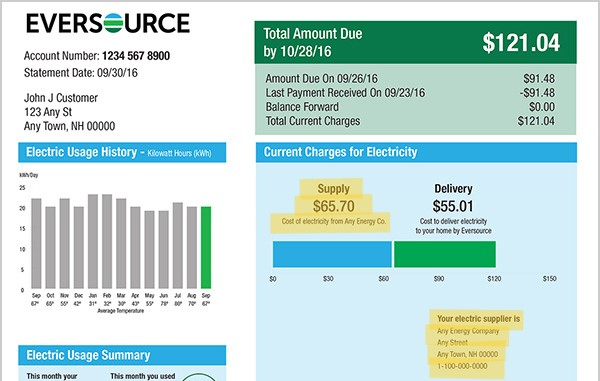 EVERSOURCE
Account Number: 1234 567 8900
Statement Date: 09/30/16
John J Customer
123 Any St
Any Town, NH 00000
Total Amount Due
by 10/28/16
$121.04
Amount Due On 09/26/16 $91.48
Last Payment Received On 09/23/16 -$91.48
Balance Forward $0.00
Total Current Charges $121.04
Electric Usage History - Kilowatt Hours (kWh)
kWh/Day
25
20
15
10
5
0
Sep Oct Nov Dec Jan Feb Mar Apr May Jun Jul Aug Sep
67° 65° 55° 42° 31° 32° 30° 43° 55° 78° 80° 70° 67°
Average Temperature
Current Charges for Electricity
Supply
$65.70
Cost of electricity from Any Energy Co.
Delivery
$55.01
Cost to deliver electricity
to your home by Eversource
$0 $30 $60 $90 $120 $150
Your electric supplier is
Any Energy Company
Any Street
Any Town, NH 00000
1-100-000-0000
Electric Usage Summary
This month your This month you used